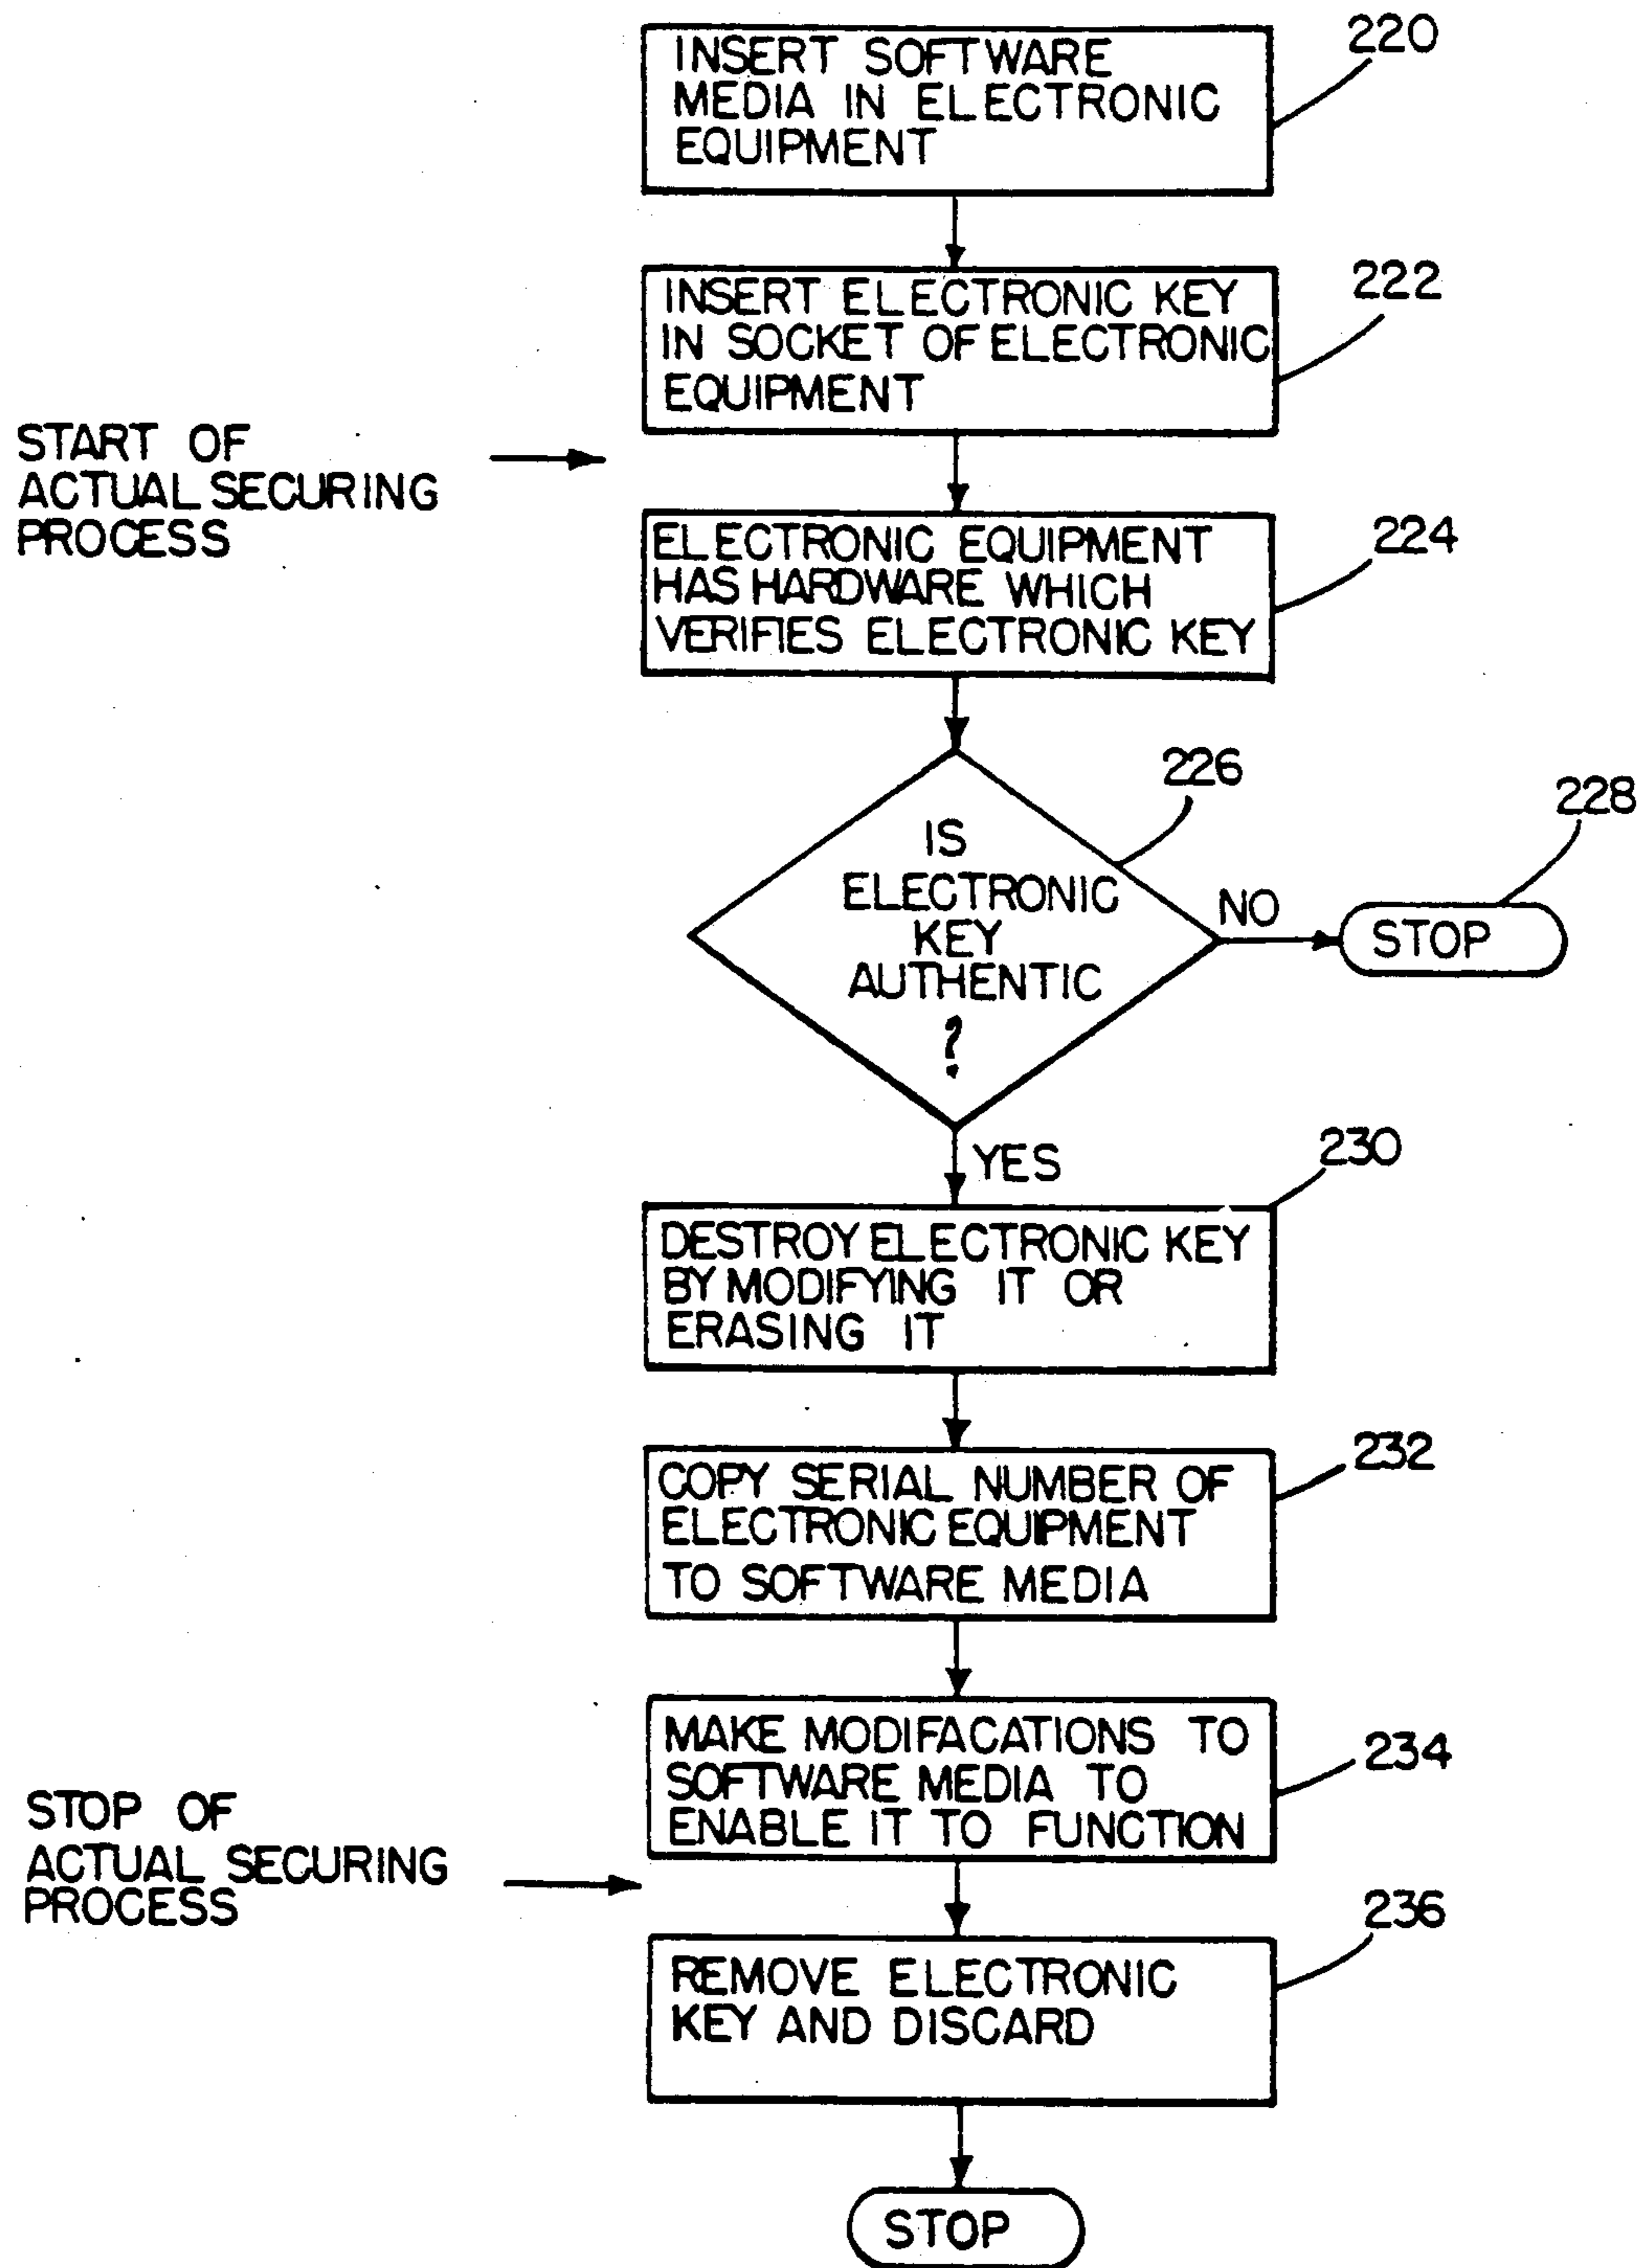 INSERT SOFTWARE
MEDIA IN ELECTRONIC
EQUIPMENT
220
INSERT ELECTRONIC KEY
IN SOCKET OF ELECTRONIC
EQUIPMENT
222
START OF
ACTUAL SECURING
PROCESS
ELECTRONIC EQUIPMENT
HAS HARDWARE WHICH
VERIFIES ELECTRONIC KEY
224
IS
ELECTRONIC
KEY
AUTHENTIC
?
226
NO
STOP
228
YES
DESTROY ELECTRONIC KEY
BY MODIFYING IT OR
ERASING IT
230
COPY SERIAL NUMBER OF
ELECTRONIC EQUIPMENT
TO SOFTWARE MEDIA
232
MAKE MODIFACATIONS TO
SOFTWARE MEDIA TO
ENABLE IT TO FUNCTION
234
STOP OF
ACTUAL SECURING
PROCESS
REMOVE ELECTRONIC
KEY AND DISCARD
236
STOP